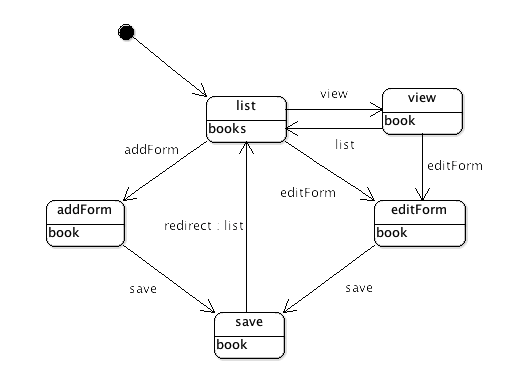 list
view
view
books
book
list
addForm
editForm
editForm
addForm
editForm
book
book
redirect : list
save
save
save
book